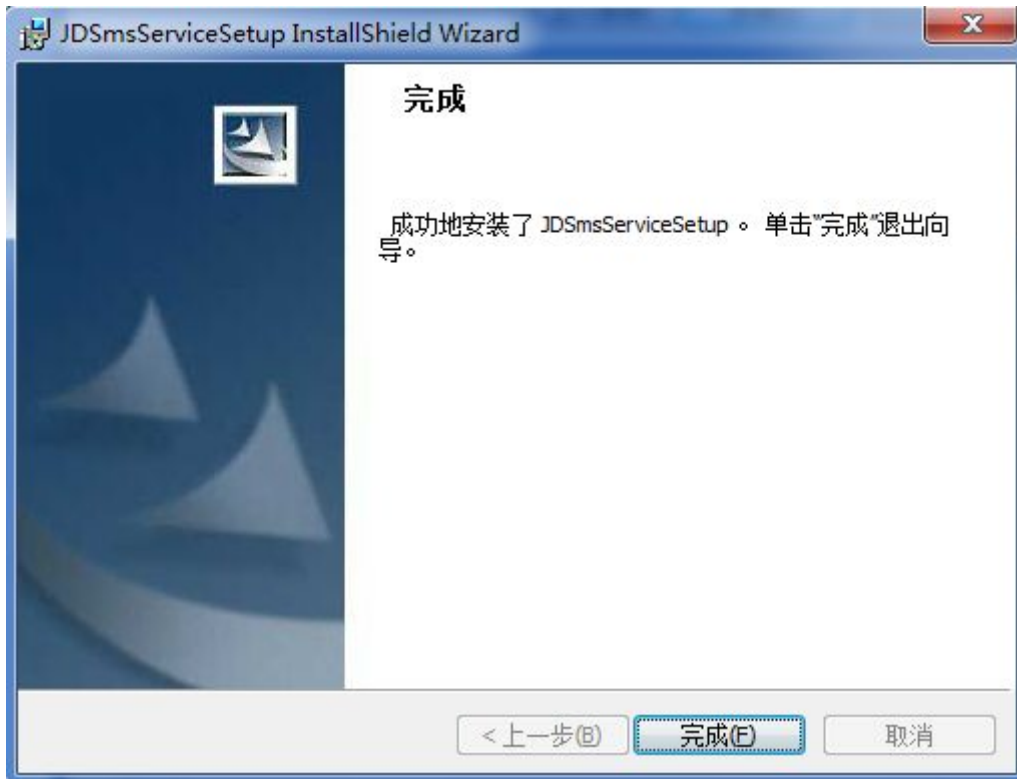 JDSmsServiceSetup InstallShield Wizard
完成
成功地安装了 JDSmsServiceSetup 。 单击“完成”退出向
导。
<上一步(B)
完成(F)
取消